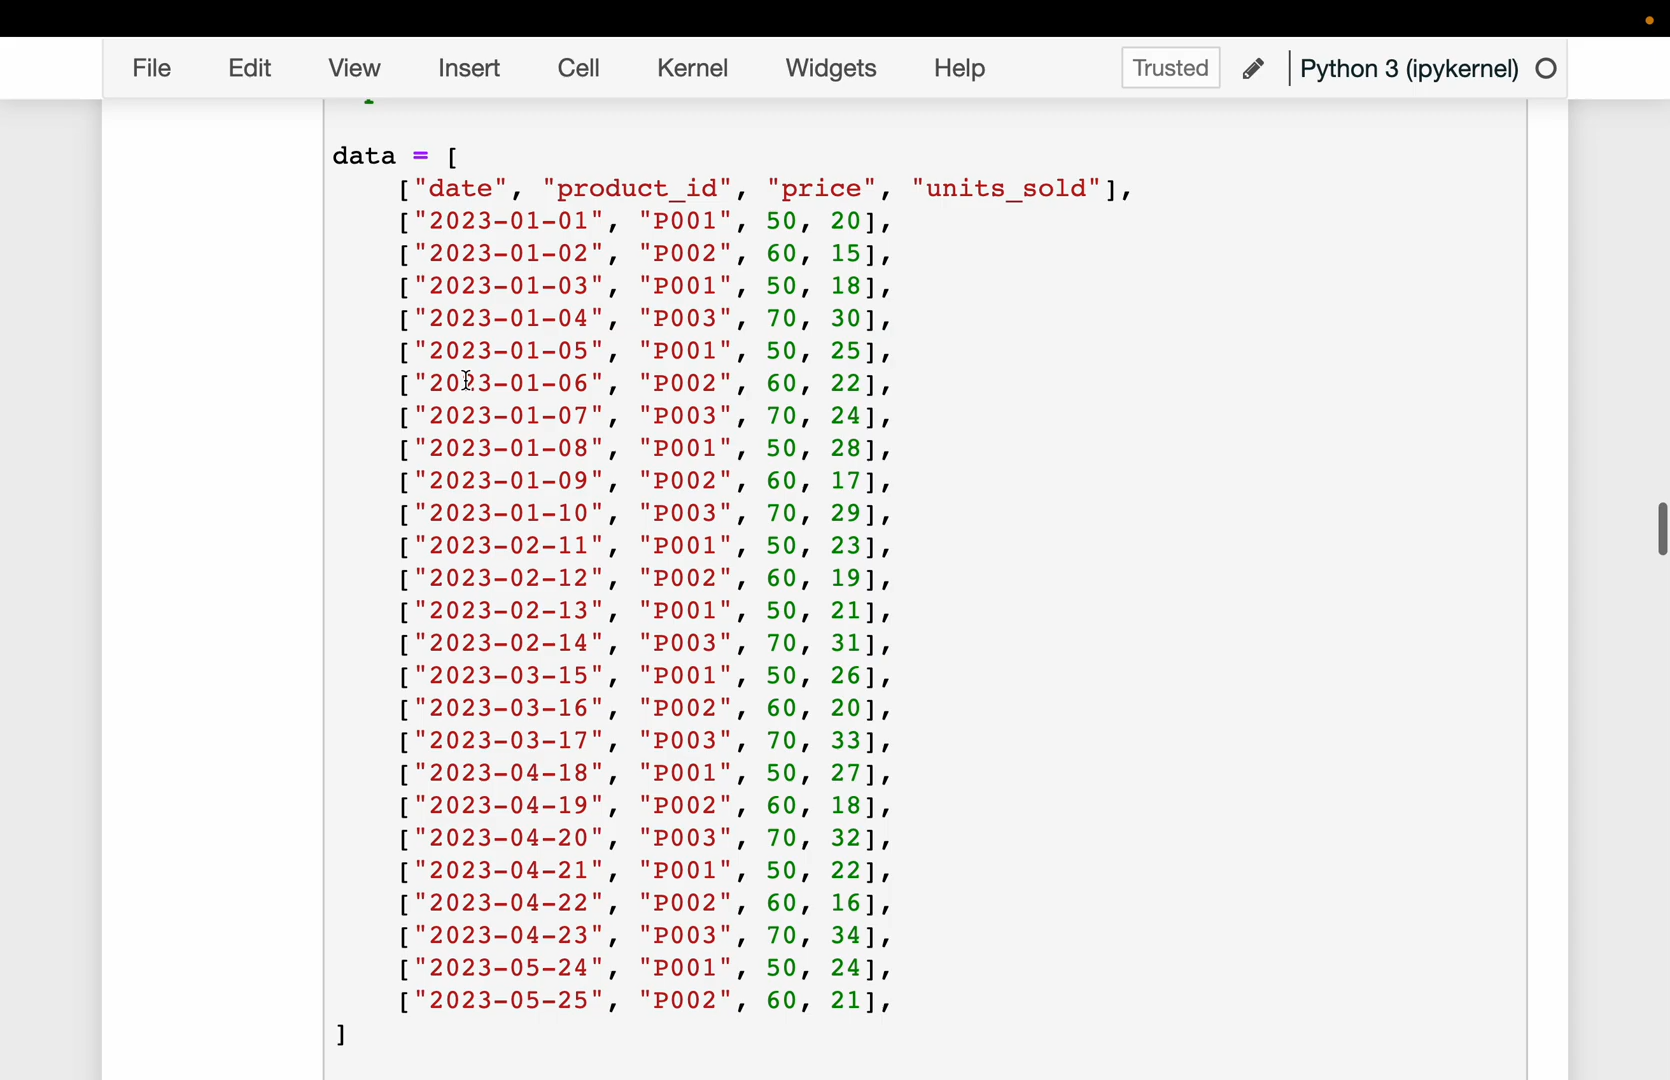 File Edit View Insert Cell Kernel Widgets Help Trusted Python 3 (ipykernel)
data = [
["date", "product_id", "price", "units_sold"],
["2023-01-01", "P001", 50, 20],
["2023-01-02", "P002", 60, 15],
["2023-01-03", "P001", 50, 18],
["2023-01-04", "P003", 70, 30],
["2023-01-05", "P001", 50, 25],
["2023-01-06", "P002", 60, 22],
["2023-01-07", "P003", 70, 24],
["2023-01-08", "P001", 50, 28],
["2023-01-09", "P002", 60, 17],
["2023-01-10", "P003", 70, 29],
["2023-02-11", "P001", 50, 23],
["2023-02-12", "P002", 60, 19],
["2023-02-13", "P001", 50, 21],
["2023-02-14", "P003", 70, 31],
["2023-03-15", "P001", 50, 26],
["2023-03-16", "P002", 60, 20],
["2023-03-17", "P003", 70, 33],
["2023-04-18", "P001", 50, 27],
["2023-04-19", "P002", 60, 18],
["2023-04-20", "P003", 70, 32],
["2023-04-21", "P001", 50, 22],
["2023-04-22", "P002", 60, 16],
["2023-04-23", "P003", 70, 34],
["2023-05-24", "P001", 50, 24],
["2023-05-25", "P002", 60, 21],
]